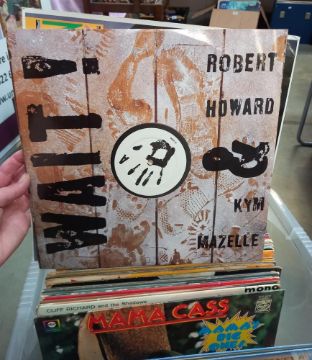 WAIT!
ROBERT
HOWARD
&
KYM
MAZELLE
mono
CLIFF RICHARD and the Shadows
MAMA CASS